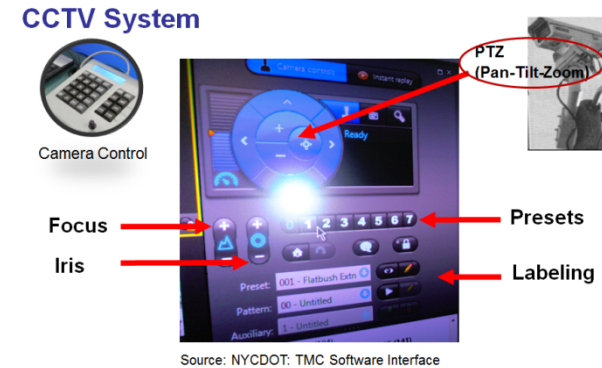 CCTV System
Camera Control
PTZ
(Pan-Tilt-Zoom)
Camera controls
Instant replay
Ready
Focus
Iris
0 1 2 3 4 5 6 7
Presets
Labeling
Preset: 001 - Flatbush Extn
Pattern: 00 - Untitled
Auxiliary: 1 - Untitled
Source: NYCDOT: TMC Software Interface